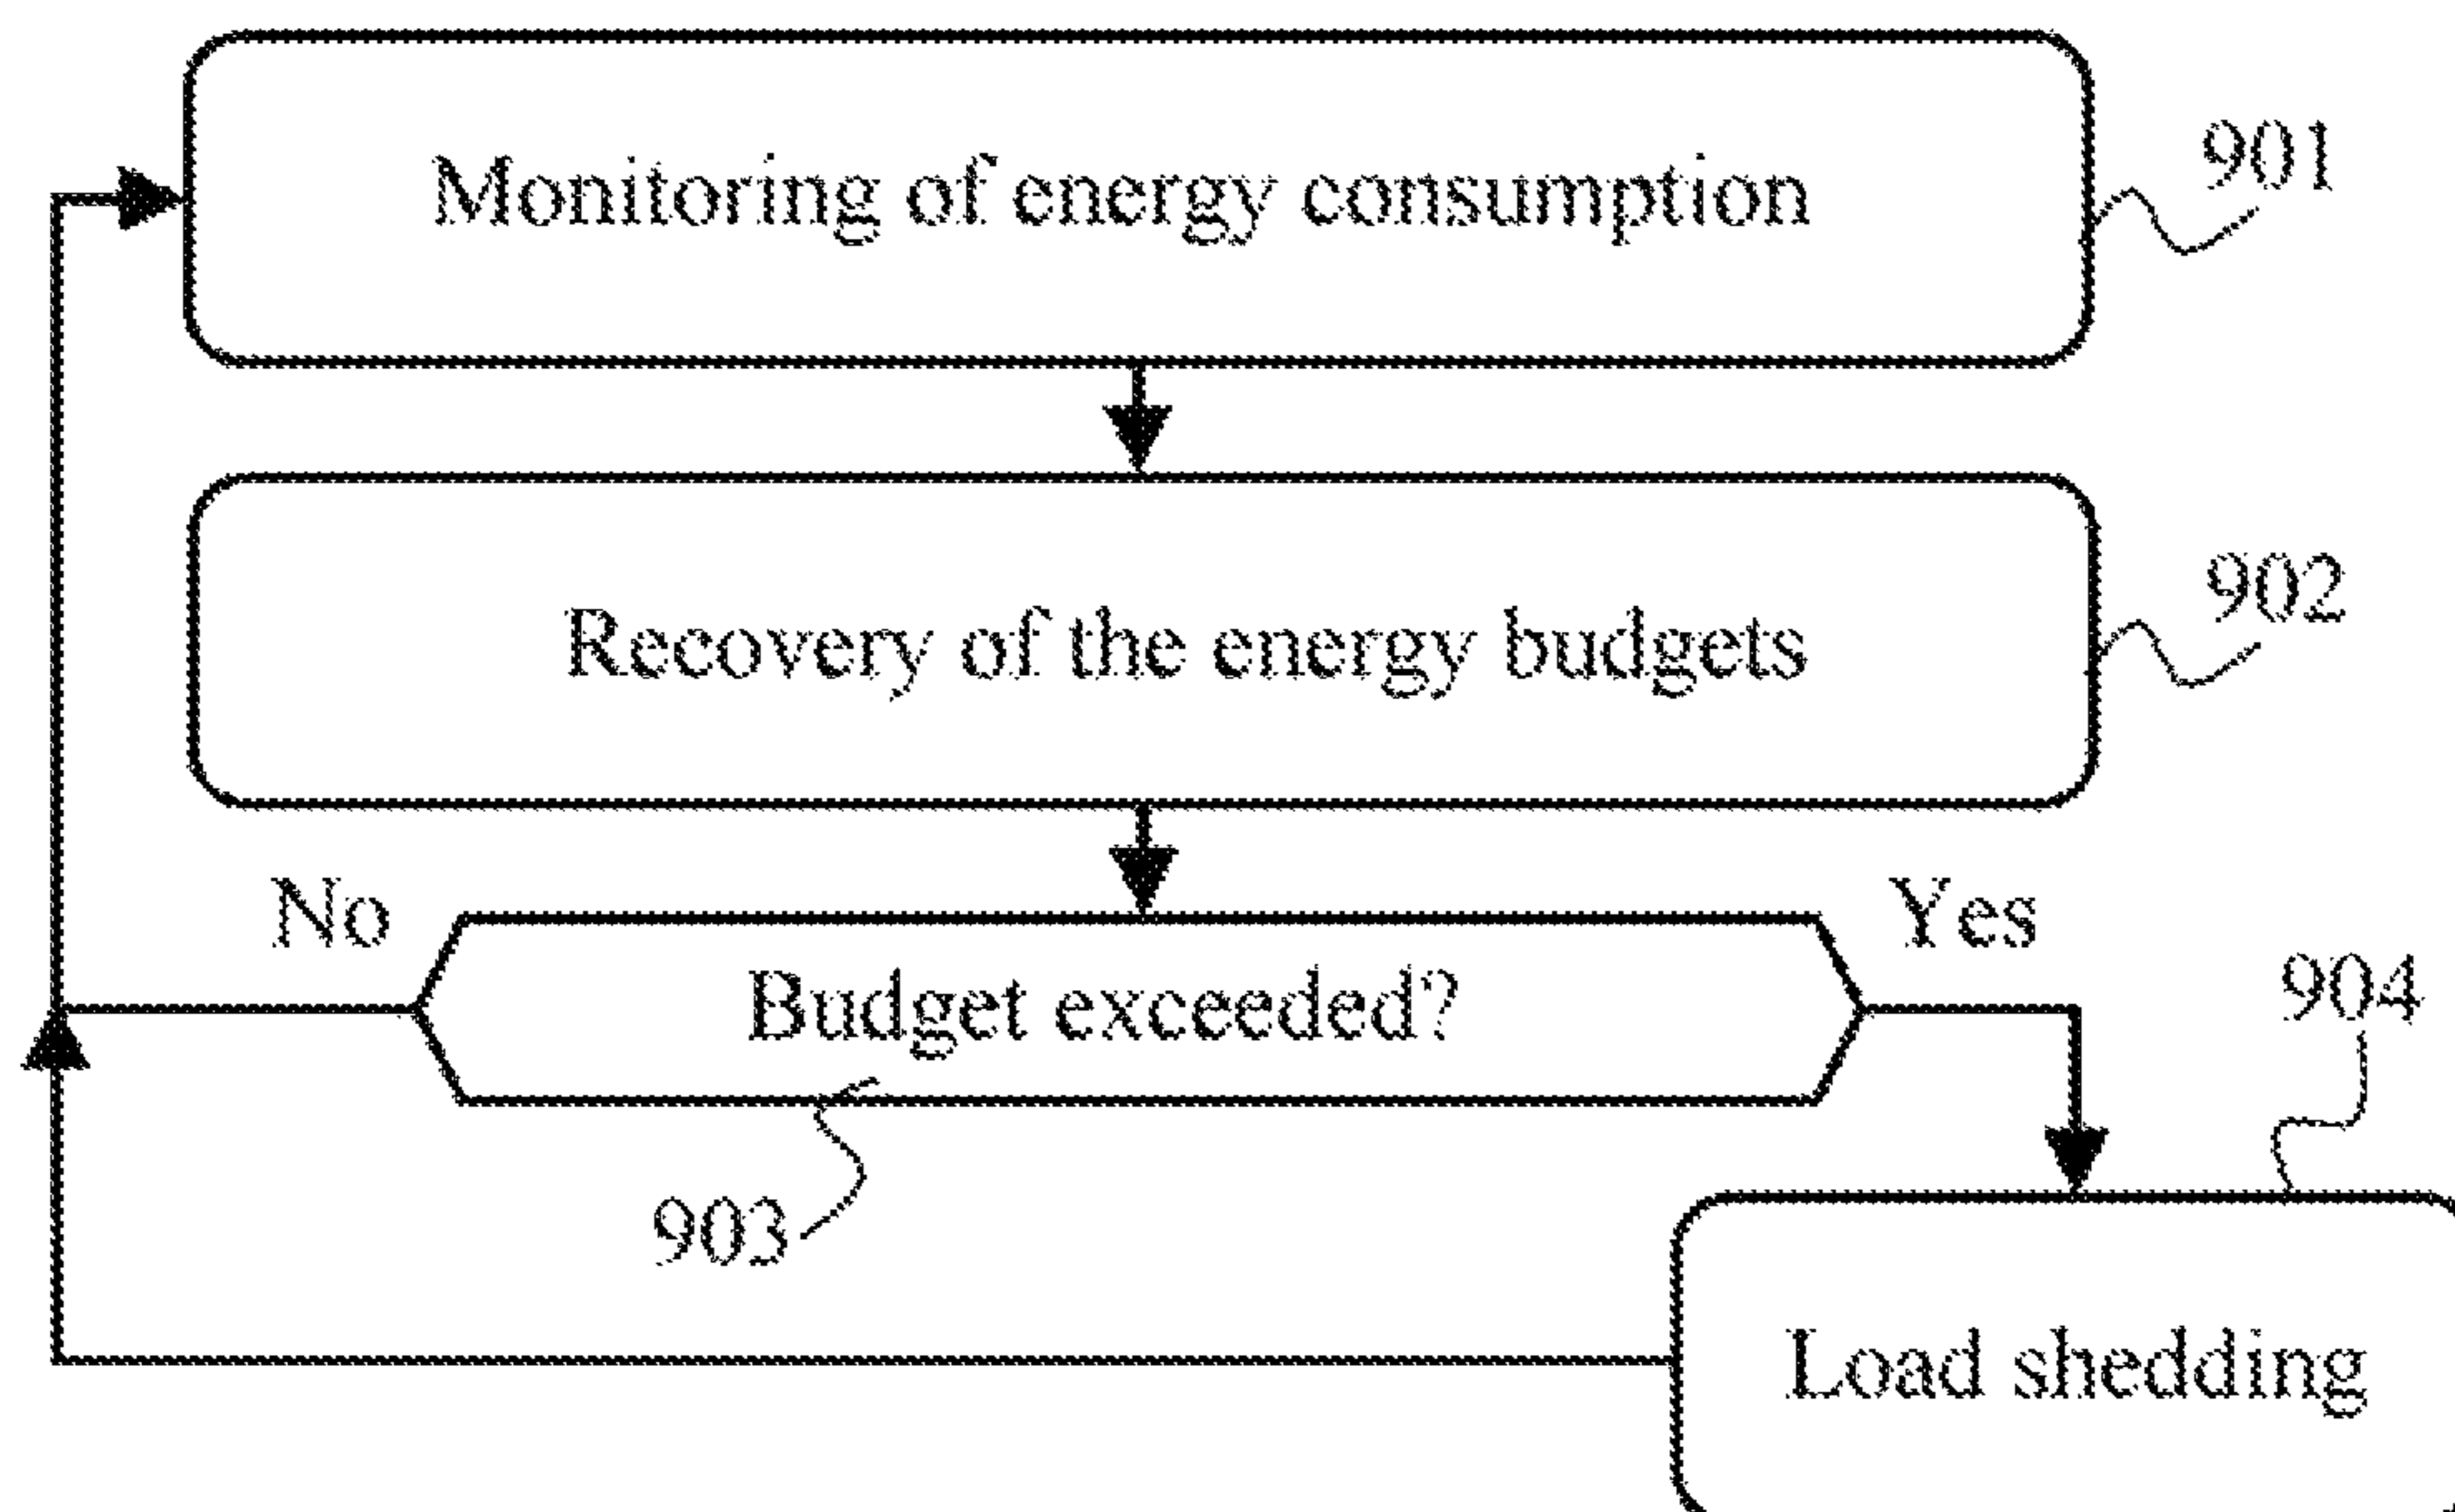 Monitoring of energy consumption
901
Recovery of the energy budgets
902
No
Yes
Budget exceeded?
904
903
Load shedding